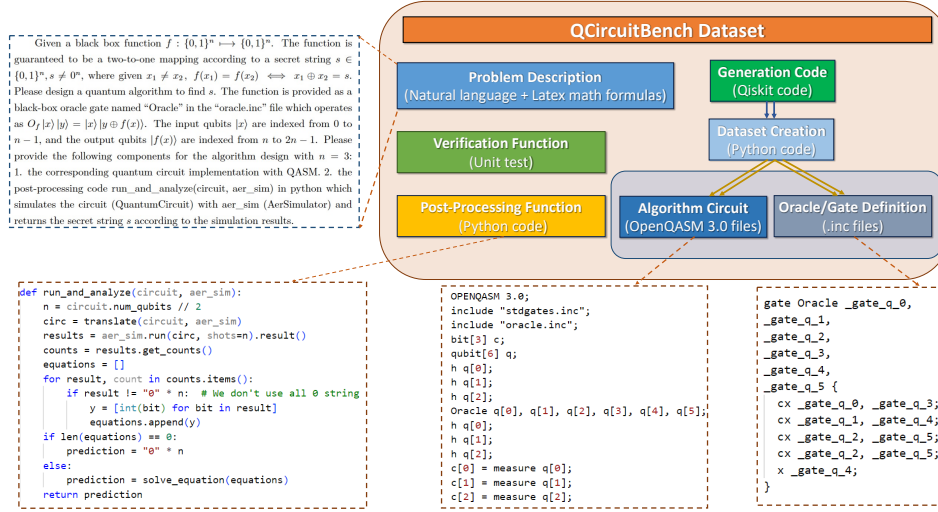 Given a black box function f : {0, 1}ⁿ ⟼ {0, 1}ⁿ. The function is
guaranteed to be a two-to-one mapping according to a secret string s ∈
{0, 1}ⁿ, s ≠ 0ⁿ, where given x₁ ≠ x₂, f(x₁) = f(x₂) ⟺ x₁ ⊕ x₂ = s.
Please design a quantum algorithm to find s. The function is provided as a
black-box oracle gate named "Oracle" in the "oracle.inc" file which operates
as O_f |x⟩ |y⟩ = |x⟩ |y ⊕ f(x)⟩. The input qubits |x⟩ are indexed from 0 to
n − 1, and the output qubits |f(x)⟩ are indexed from n to 2n − 1. Please
provide the following components for the algorithm design with n = 3:
1. the corresponding quantum circuit implementation with QASM. 2. the
post-processing code run_and_analyze(circuit, aer_sim) in python which
simulates the circuit (QuantumCircuit) with aer_sim (AerSimulator) and
returns the secret string s according to the simulation results.
QCircuitBench Dataset
Problem Description
(Natural language + Latex math formulas)
Generation Code
(Qiskit code)
Verification Function
(Unit test)
Dataset Creation
(Python code)
Post-Processing Function
(Python code)
Algorithm Circuit
(OpenQASM 3.0 files)
Oracle/Gate Definition
(.inc files)
def run_and_analyze(circuit, aer_sim):
n = circuit.num_qubits // 2
circ = translate(circuit, aer_sim)
results = aer_sim.run(circ, shots=n).result()
counts = results.get_counts()
equations = []
for result, count in counts.items():
if result != "0" * n:  # We don't use all 0 string
y = [int(bit) for bit in result]
equations.append(y)
if len(equations) == 0:
prediction = "0" * n
else:
prediction = solve_equation(equations)
return prediction
OPENQASM 3.0;
include "stdgates.inc";
include "oracle.inc";
bit[3] c;
qubit[6] q;
h q[0];
h q[1];
h q[2];
Oracle q[0], q[1], q[2], q[3], q[4], q[5];
h q[0];
h q[1];
h q[2];
c[0] = measure q[0];
c[1] = measure q[1];
c[2] = measure q[2];
gate Oracle _gate_q_0,
_gate_q_1,
_gate_q_2,
_gate_q_3,
_gate_q_4,
_gate_q_5 {
cx _gate_q_0, _gate_q_3;
cx _gate_q_1, _gate_q_4;
cx _gate_q_2, _gate_q_5;
cx _gate_q_2, _gate_q_5;
x _gate_q_4;
}